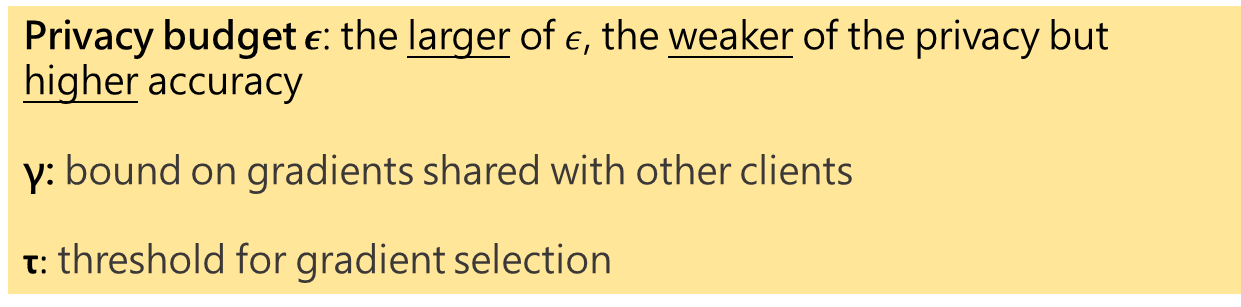 Privacy budget ϵ: the larger of ϵ, the weaker of the privacy but
higher accuracy
γ: bound on gradients shared with other clients
τ: threshold for gradient selection